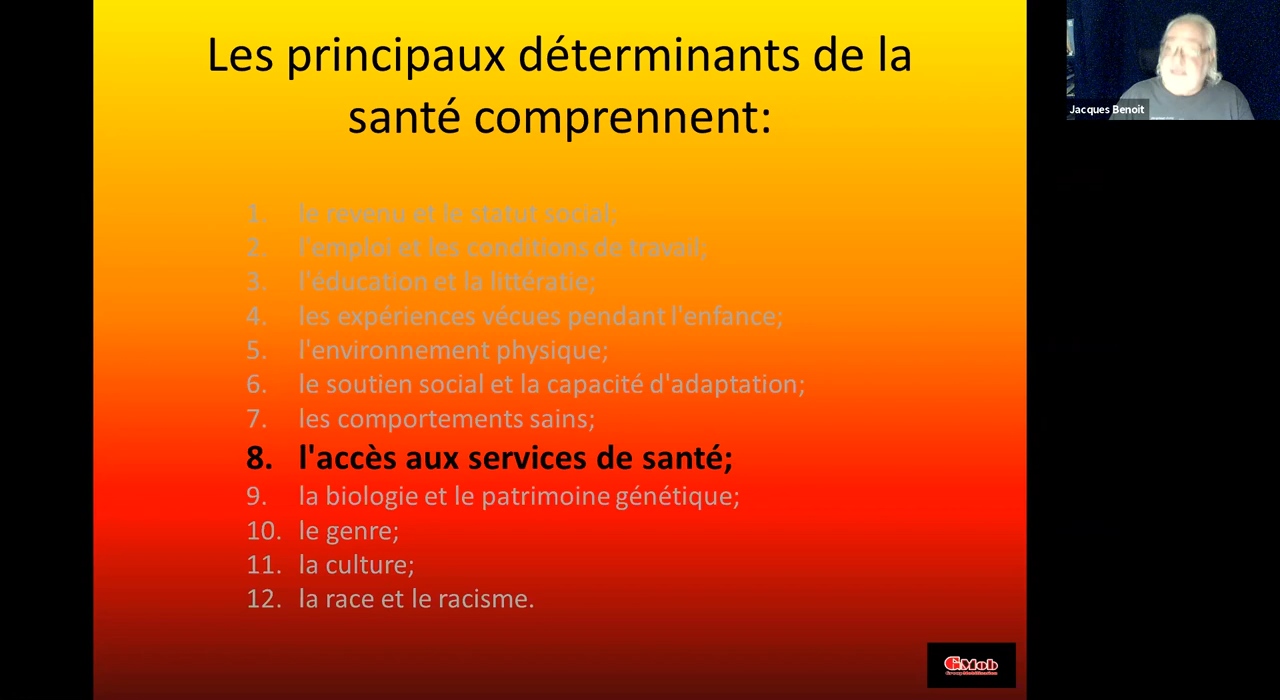 Les principaux déterminants de la
santé comprennent:
1. le revenu et le statut social;
2. l'emploi et les conditions de travail;
3. l'éducation et la littératie;
4. les expériences vécues pendant l'enfance;
5. l'environnement physique;
6. le soutien social et la capacité d'adaptation;
7. les comportements sains;
8. l'accès aux services de santé;
9. la biologie et le patrimoine génétique;
10. le genre;
11. la culture;
12. la race et le racisme.
Jacques Benoit
GMob